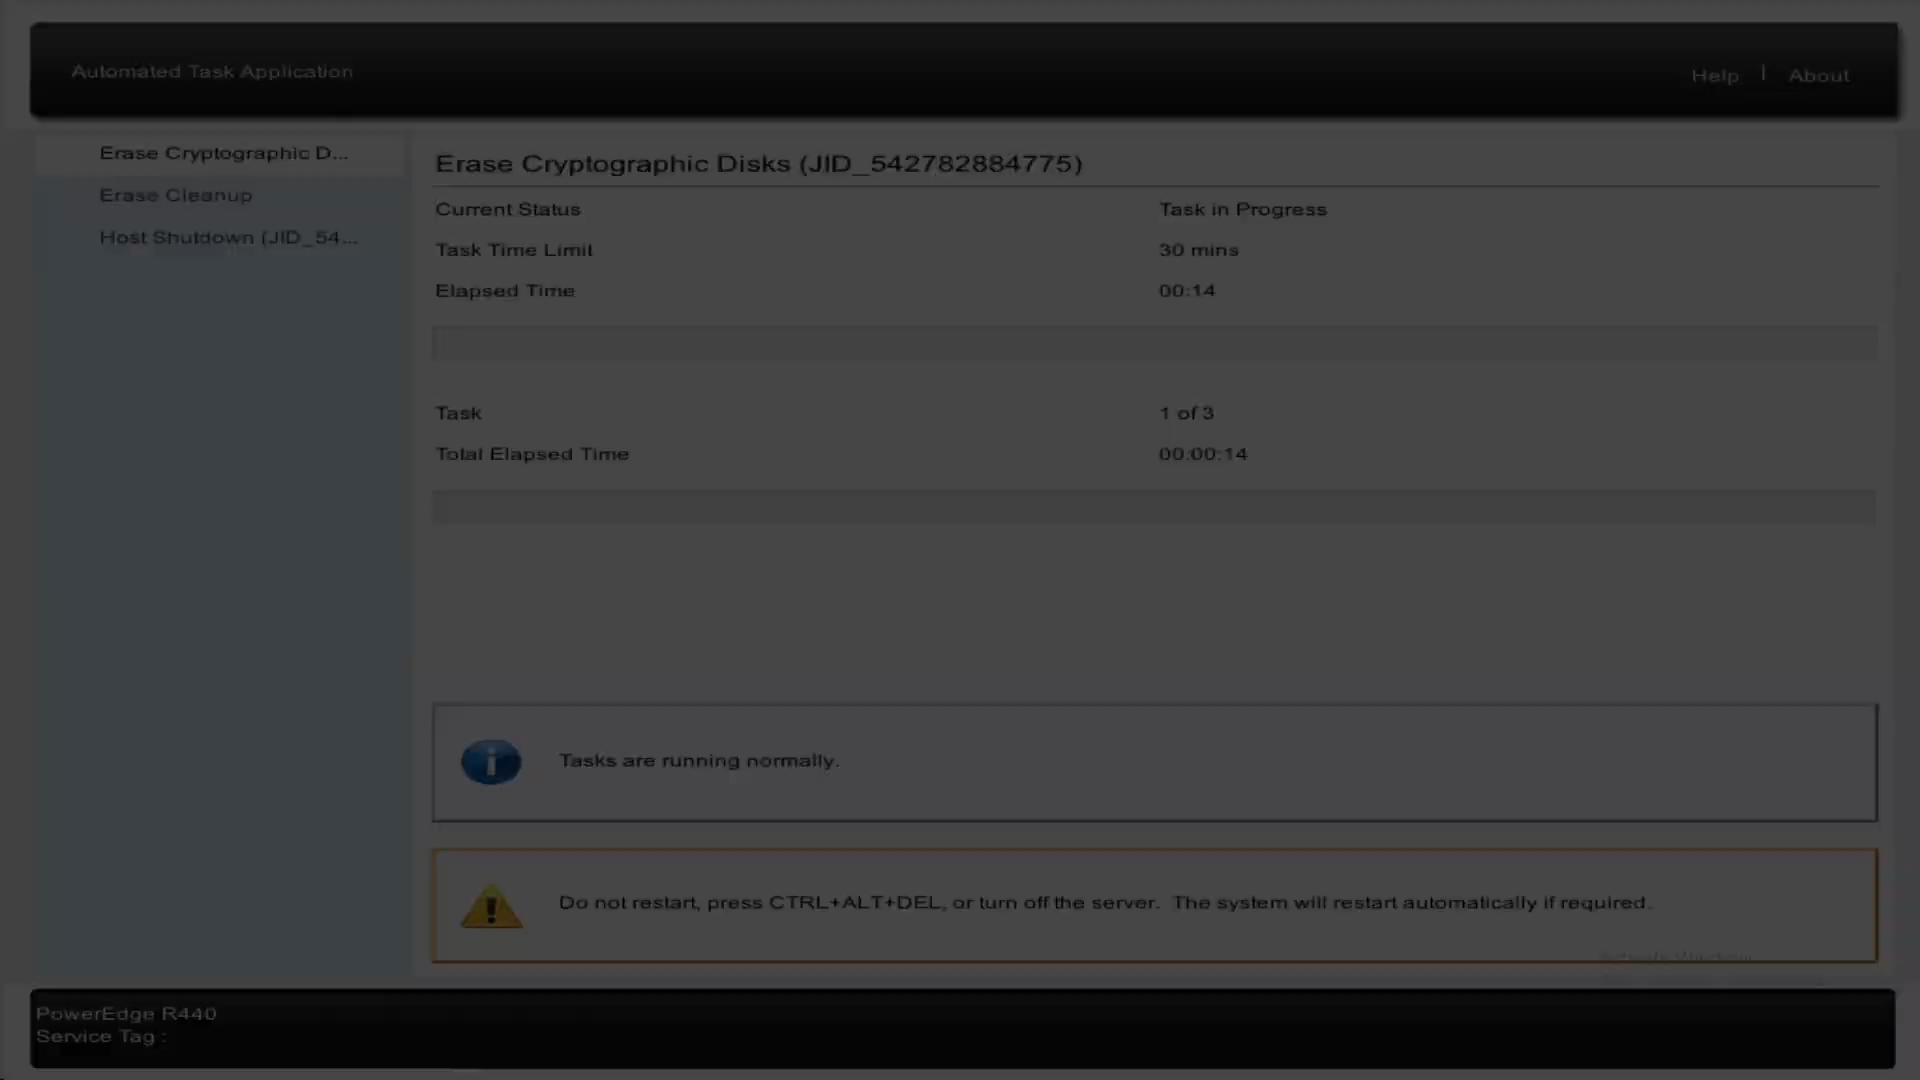 Automated Task Application
Help | About
Erase Cryptographic D...
Erase Cleanup
Host Shutdown (JID_54...
Erase Cryptographic Disks (JID_542782884775)
Current Status Task in Progress
Task Time Limit 30 mins
Elapsed Time 00:14
Task 1 of 3
Total Elapsed Time 00:00:14
Tasks are running normally.
Do not restart, press CTRL+ALT+DEL, or turn off the server. The system will restart automatically if required.
Activate Windows
PowerEdge R440
Service Tag :